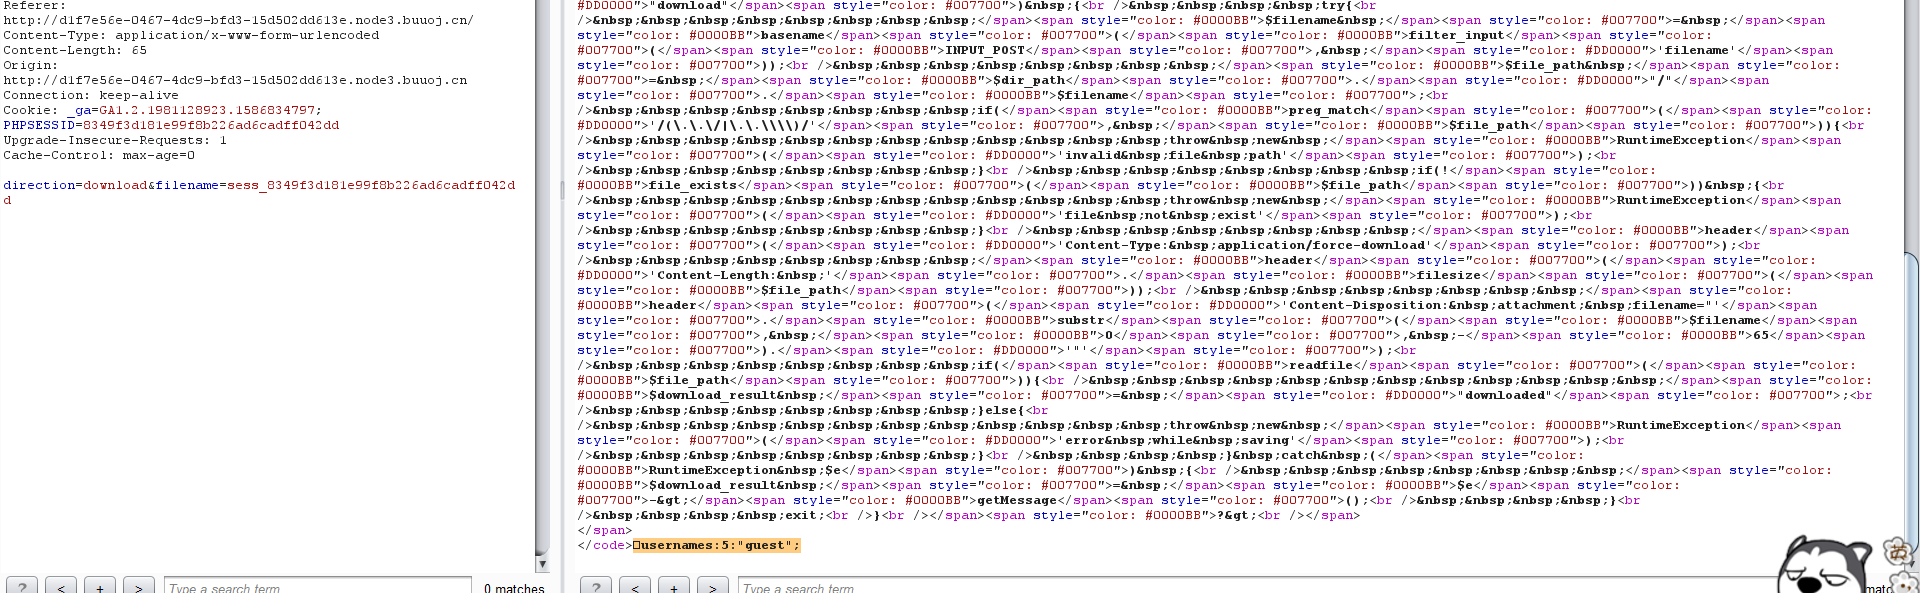 Referer:
http://d1f7e56e-0467-4dc9-bfd3-15d502dd613e.node3.buuoj.cn/
Content-Type: application/x-www-form-urlencoded
Content-Length: 65
Origin:
http://d1f7e56e-0467-4dc9-bfd3-15d502dd613e.node3.buuoj.cn
Connection: keep-alive
Cookie: _ga=GA1.2.1981128923.1586834797;
PHPSESSID=8349f3d181e99f8b226ad6cadff042dd
Upgrade-Insecure-Requests: 1
Cache-Control: max-age=0
direction=download&filename=sess_8349f3d181e99f8b226ad6cadff042d
d
? < + > Type a search term 0 matches
#DD0000">"download"</span><span style="color: #007700">)&nbsp;{<br />&nbsp;&nbsp;&nbsp;&nbsp;try{<br
/>&nbsp;&nbsp;&nbsp;&nbsp;&nbsp;&nbsp;&nbsp;&nbsp;</span><span style="color: #0000BB">$filename&nbsp;</span><span style="color: #007700">=&nbsp;</span><span
style="color: #0000BB">basename</span><span style="color: #007700">(</span><span style="color: #0000BB">filter_input</span><span style="color:
#007700">(</span><span style="color: #0000BB">INPUT_POST</span><span style="color: #007700">,&nbsp;</span><span style="color: #DD0000">'filename'</span><span
style="color: #007700">));<br />&nbsp;&nbsp;&nbsp;&nbsp;&nbsp;&nbsp;&nbsp;&nbsp;</span><span style="color: #0000BB">$file_path&nbsp;</span><span style="color:
#007700">=&nbsp;</span><span style="color: #0000BB">$dir_path</span><span style="color: #007700">.</span><span style="color: #DD0000">"/"</span><span
style="color: #007700">.</span><span style="color: #0000BB">$filename</span><span style="color: #007700">;<br
/>&nbsp;&nbsp;&nbsp;&nbsp;&nbsp;&nbsp;&nbsp;&nbsp;if(</span><span style="color: #0000BB">preg_match</span><span style="color: #007700">(</span><span style="color:
#DD0000">'/(\.\.\/|\.\.\\\\)/'</span><span style="color: #007700">,&nbsp;</span><span style="color: #0000BB">$file_path</span><span style="color: #007700">)){<br
/>&nbsp;&nbsp;&nbsp;&nbsp;&nbsp;&nbsp;&nbsp;&nbsp;&nbsp;&nbsp;&nbsp;&nbsp;throw&nbsp;new&nbsp;</span><span style="color: #0000BB">RuntimeException</span><span
style="color: #007700">(</span><span style="color: #DD0000">'invalid&nbsp;file&nbsp;path'</span><span style="color: #007700">);<br
/>&nbsp;&nbsp;&nbsp;&nbsp;&nbsp;&nbsp;&nbsp;&nbsp;}<br />&nbsp;&nbsp;&nbsp;&nbsp;&nbsp;&nbsp;&nbsp;&nbsp;if(!</span><span style="color:
#0000BB">file_exists</span><span style="color: #007700">(</span><span style="color: #0000BB">$file_path</span><span style="color: #007700">))&nbsp;{<br
/>&nbsp;&nbsp;&nbsp;&nbsp;&nbsp;&nbsp;&nbsp;&nbsp;&nbsp;&nbsp;&nbsp;&nbsp;throw&nbsp;new&nbsp;</span><span style="color: #0000BB">RuntimeException</span><span
style="color: #007700">(</span><span style="color: #DD0000">'file&nbsp;not&nbsp;exist'</span><span style="color: #007700">);<br
/>&nbsp;&nbsp;&nbsp;&nbsp;&nbsp;&nbsp;&nbsp;&nbsp;}<br />&nbsp;&nbsp;&nbsp;&nbsp;&nbsp;&nbsp;&nbsp;&nbsp;</span><span style="color: #0000BB">header</span><span
style="color: #007700">(</span><span style="color: #DD0000">'Content-Type:&nbsp;application/force-download'</span><span style="color: #007700">);<br
/>&nbsp;&nbsp;&nbsp;&nbsp;&nbsp;&nbsp;&nbsp;&nbsp;</span><span style="color: #0000BB">header</span><span style="color: #007700">(</span><span style="color:
#DD0000">'Content-Length:&nbsp;'</span><span style="color: #007700">.</span><span style="color: #0000BB">filesize</span><span style="color: #007700">(</span><span
style="color: #0000BB">$file_path</span><span style="color: #007700">));<br />&nbsp;&nbsp;&nbsp;&nbsp;&nbsp;&nbsp;&nbsp;&nbsp;</span><span style="color:
#0000BB">header</span><span style="color: #007700">(</span><span style="color: #DD0000">'Content-Disposition:&nbsp;attachment;&nbsp;filename="'</span><span
style="color: #007700">.</span><span style="color: #0000BB">substr</span><span style="color: #007700">(</span><span style="color: #0000BB">$filename</span><span
style="color: #007700">,&nbsp;</span><span style="color: #0000BB">0</span><span style="color: #007700">,&nbsp;-</span><span style="color: #0000BB">65</span><span
style="color: #007700">).</span><span style="color: #DD0000">'"'</span><span style="color: #007700">);<br
/>&nbsp;&nbsp;&nbsp;&nbsp;&nbsp;&nbsp;&nbsp;&nbsp;if(</span><span style="color: #0000BB">readfile</span><span style="color: #007700">(</span><span style="color:
#0000BB">$file_path</span><span style="color: #007700">)){<br />&nbsp;&nbsp;&nbsp;&nbsp;&nbsp;&nbsp;&nbsp;&nbsp;&nbsp;&nbsp;&nbsp;&nbsp;</span><span style="color:
#0000BB">$download_result&nbsp;</span><span style="color: #007700">=&nbsp;</span><span style="color: #DD0000">"downloaded"</span><span style="color: #007700">;<br
/>&nbsp;&nbsp;&nbsp;&nbsp;&nbsp;&nbsp;&nbsp;&nbsp;}else{<br
/>&nbsp;&nbsp;&nbsp;&nbsp;&nbsp;&nbsp;&nbsp;&nbsp;&nbsp;&nbsp;&nbsp;&nbsp;throw&nbsp;new&nbsp;</span><span style="color: #0000BB">RuntimeException</span><span
style="color: #007700">(</span><span style="color: #DD0000">'error&nbsp;while&nbsp;saving'</span><span style="color: #007700">);<br
/>&nbsp;&nbsp;&nbsp;&nbsp;&nbsp;&nbsp;&nbsp;&nbsp;}<br />&nbsp;&nbsp;&nbsp;&nbsp;}&nbsp;catch&nbsp;(</span><span style="color:
#0000BB">RuntimeException&nbsp;$e</span><span style="color: #007700">)&nbsp;{<br />&nbsp;&nbsp;&nbsp;&nbsp;&nbsp;&nbsp;&nbsp;&nbsp;</span><span style="color:
#0000BB">$download_result&nbsp;</span><span style="color: #007700">=&nbsp;</span><span style="color: #0000BB">$e</span><span style="color:
#007700">-&gt;</span><span style="color: #0000BB">getMessage</span><span style="color: #007700">();<br />&nbsp;&nbsp;&nbsp;&nbsp;}<br
/>&nbsp;&nbsp;&nbsp;&nbsp;exit;<br />}<br /></span><span style="color: #0000BB">?&gt;<br /></span>
</span>
</code>□usernames:5:"guest";
? < + > Type a search term